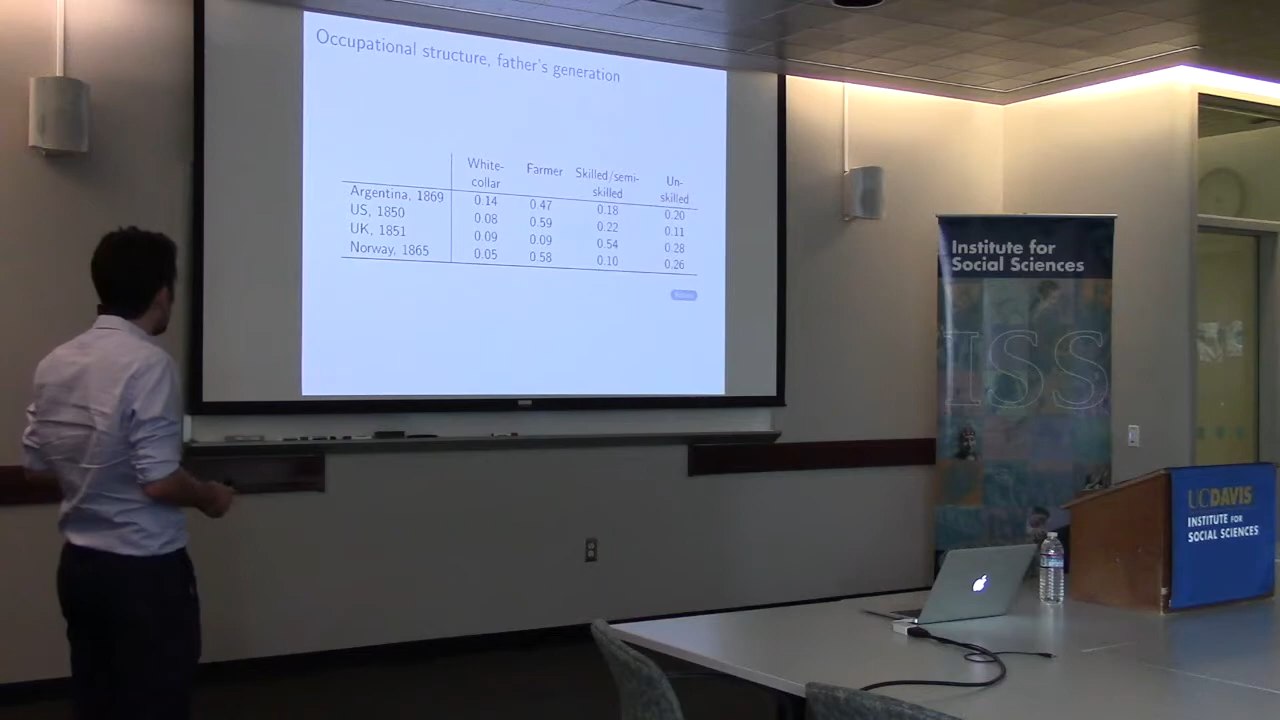 Occupational structure, father's generation
White- Farmer Skilled/semi- Un-
collar skilled skilled
Argentina, 1869 0.14 0.47 0.18 0.20
US, 1850 0.08 0.59 0.22 0.11
UK, 1851 0.09 0.09 0.54 0.28
Norway, 1865 0.05 0.58 0.10 0.26
Institute for
Social Sciences
ISS
UCDAVIS
INSTITUTE FOR
SOCIAL SCIENCES